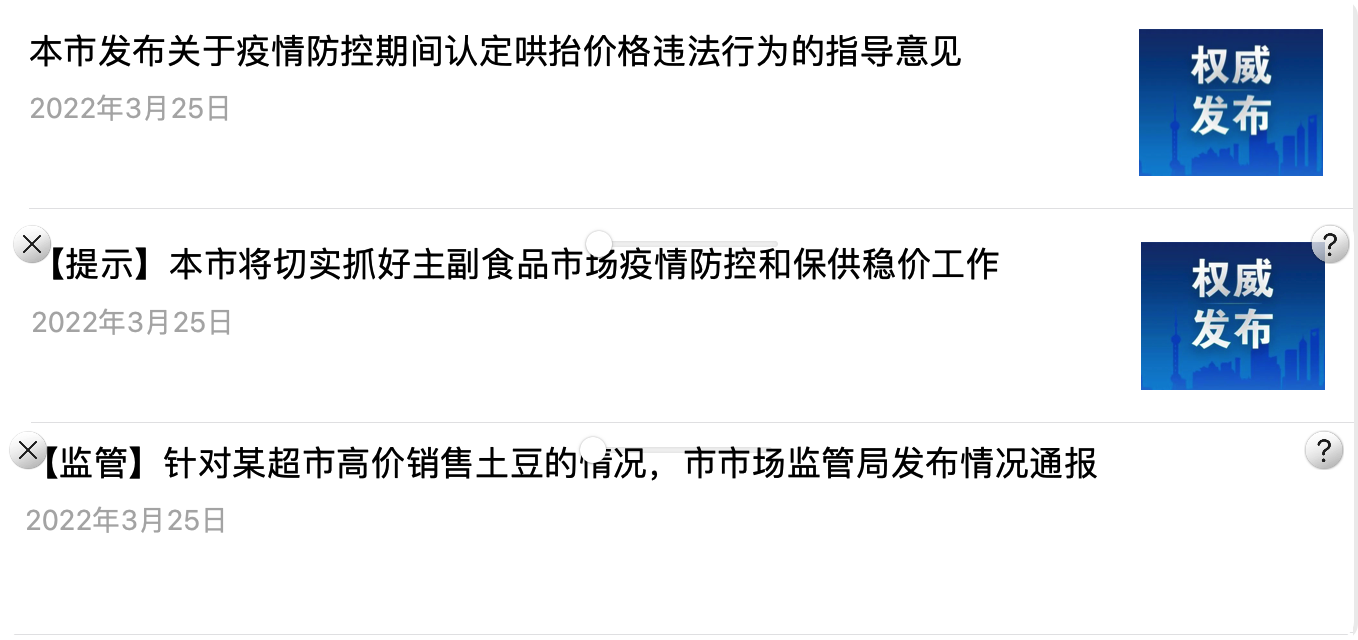 本市发布关于疫情防控期间认定哄抬价格违法行为的指导意见
2022年3月25日
权威
发布
【提示】本市将切实抓好主副食品市场疫情防控和保供稳价工作
2022年3月25日
权威
发布
【监管】针对某超市高价销售土豆的情况，市市场监管局发布情况通报
2022年3月25日